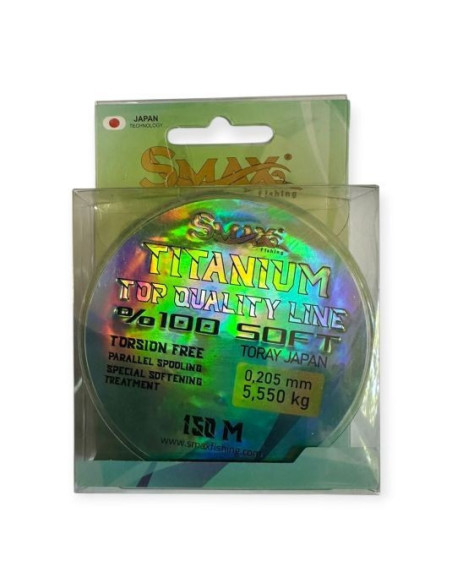 JAPAN
TECHNOLOGY
SMAX
fishing
SMAX
Fishing
TITANIUM
TOP QUALITY LINE
%100 SOFT
TORAY JAPAN
TORSION FREE
PARALLEL SPOOLING
SPECIAL SOFTENING
TREATMENT
0,205 mm
5,550 kg
150 M
www.smaxfishing.com